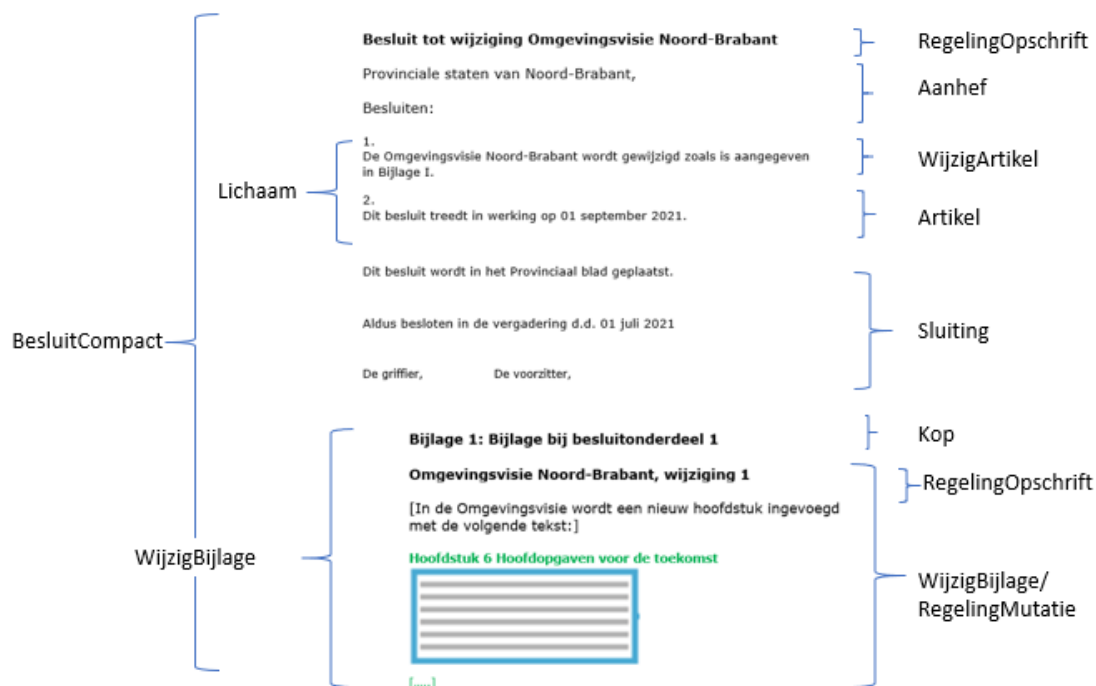 Besluit tot wijziging Omgevingsvisie Noord-Brabant
RegelingOpschrift
Provinciale staten van Noord-Brabant,
Aanhef
Besluiten:
1.
De Omgevingsvisie Noord-Brabant wordt gewijzigd zoals is aangegeven
in Bijlage I.
WijzigArtikel
Lichaam
2.
Dit besluit treedt in werking op 01 september 2021.
Artikel
Dit besluit wordt in het Provinciaal blad geplaatst.
Aldus besloten in de vergadering d.d. 01 juli 2021
Sluiting
BesluitCompact
De griffier, De voorzitter,
Bijlage 1: Bijlage bij besluitonderdeel 1
Kop
Omgevingsvisie Noord-Brabant, wijziging 1
RegelingOpschrift
[In de Omgevingsvisie wordt een nieuw hoofdstuk ingevoegd
met de volgende tekst:]
WijzigBijlage
Hoofdstuk 6 Hoofdopgaven voor de toekomst
WijzigBijlage/
RegelingMutatie
[.....]